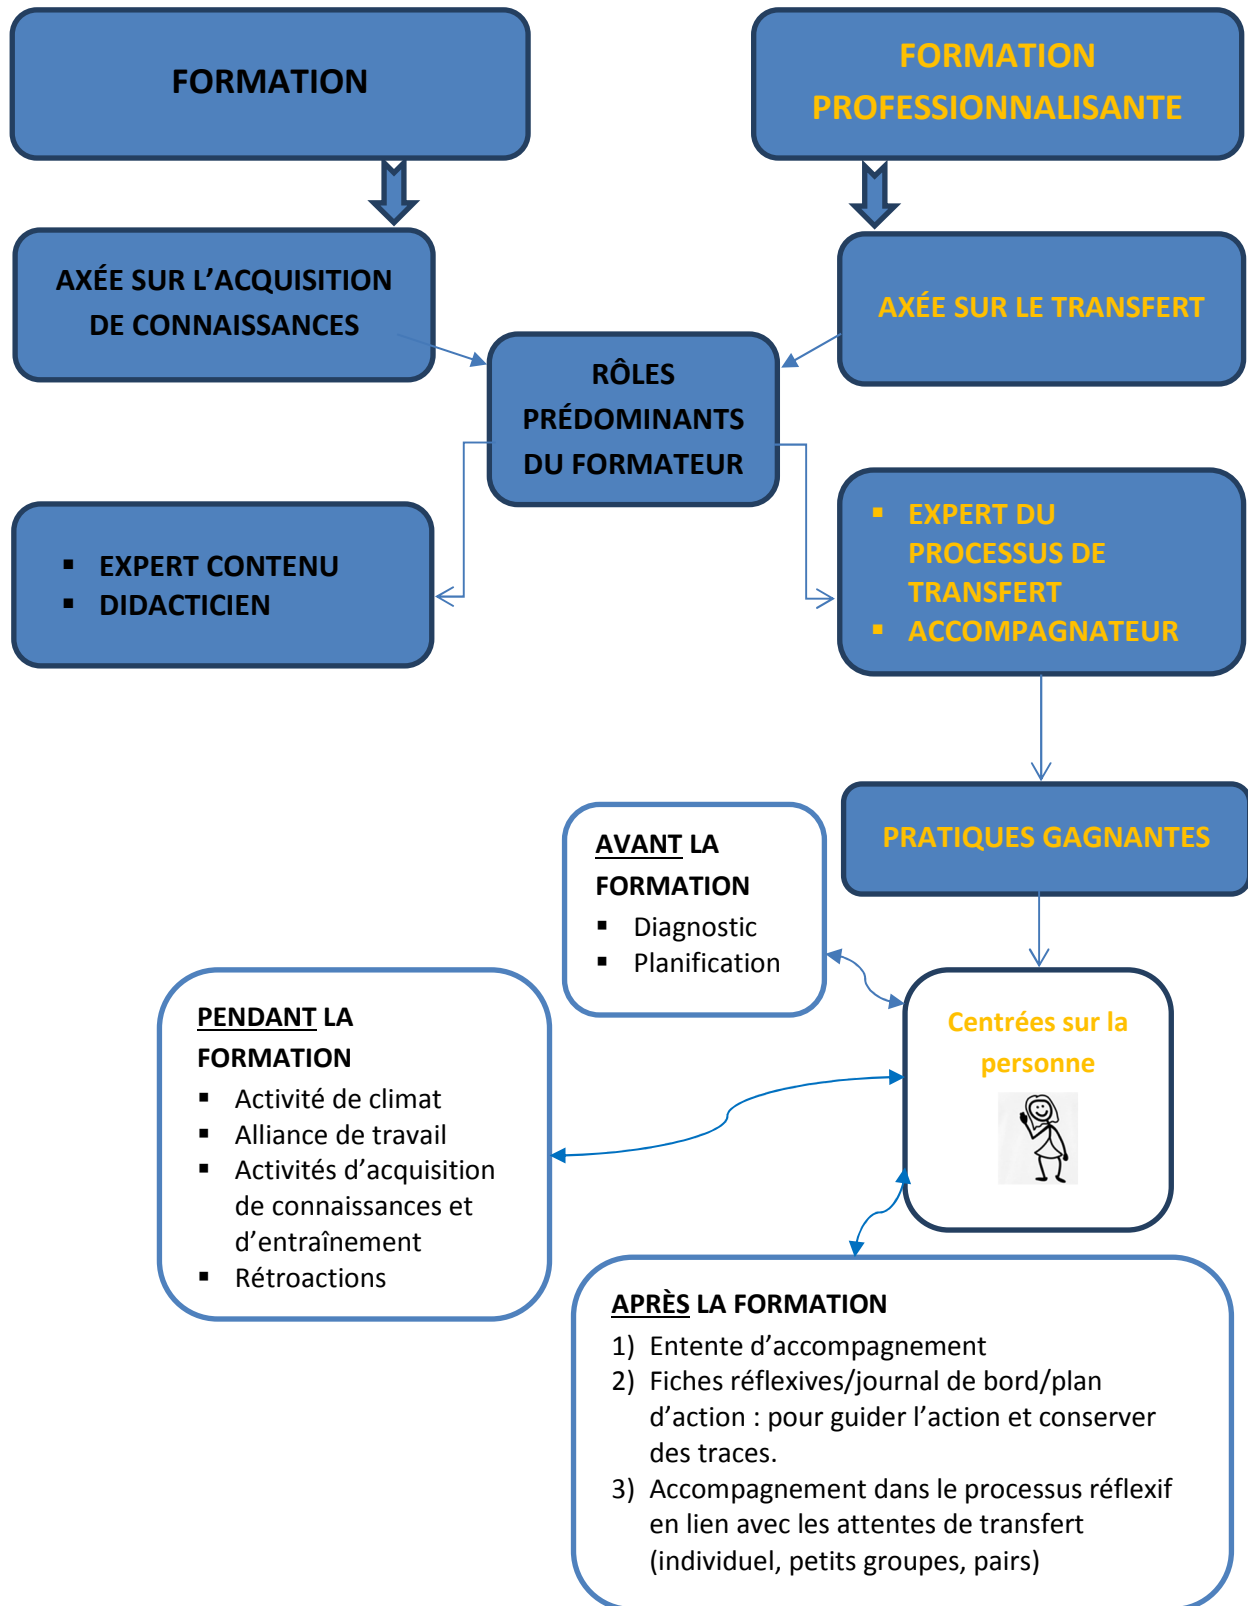 FORMATION
FORMATION
PROFESSIONNALISANTE
AXÉE SUR L’ACQUISITION
DE CONNAISSANCES
AXÉE SUR LE TRANSFERT
RÔLES
PRÉDOMINANTS
DU FORMATEUR
▪ EXPERT CONTENU
▪ DIDACTICIEN
▪ EXPERT DU
PROCESSUS DE
TRANSFERT
▪ ACCOMPAGNATEUR
PRATIQUES GAGNANTES
AVANT LA
FORMATION
▪ Diagnostic
▪ Planification
Centrées sur la
personne
PENDANT LA
FORMATION
▪ Activité de climat
▪ Alliance de travail
▪ Activités d’acquisition
de connaissances et
d’entraînement
▪ Rétroactions
APRÈS LA FORMATION
1) Entente d’accompagnement
2) Fiches réflexives/journal de bord/plan
d’action : pour guider l’action et conserver
des traces.
3) Accompagnement dans le processus réflexif
en lien avec les attentes de transfert
(individuel, petits groupes, pairs)